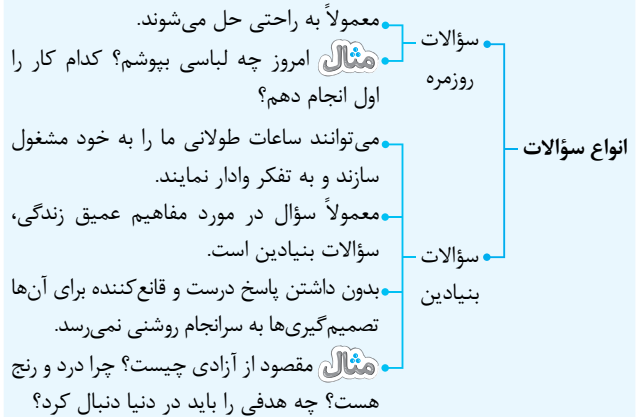 انواع سؤالات
سؤالات
روزمره
معمولاً به راحتی حل می‌شوند.
مثال امروز چه لباسی بپوشم؟ کدام کار را
اول انجام دهم؟
سؤالات
بنیادین
می‌توانند ساعات طولانی ما را به خود مشغول
سازند و به تفکر وادار نمایند.
معمولاً سؤال در مورد مفاهیم عمیق زندگی،
سؤالات بنیادین است.
بدون داشتن پاسخ درست و قانع‌کننده برای آن‌ها
تصمیم‌گیری‌ها به سرانجام روشنی نمی‌رسد.
مثال مقصود از آزادی چیست؟ چرا درد و رنج
هست؟ چه هدفی را باید در دنیا دنبال کرد؟